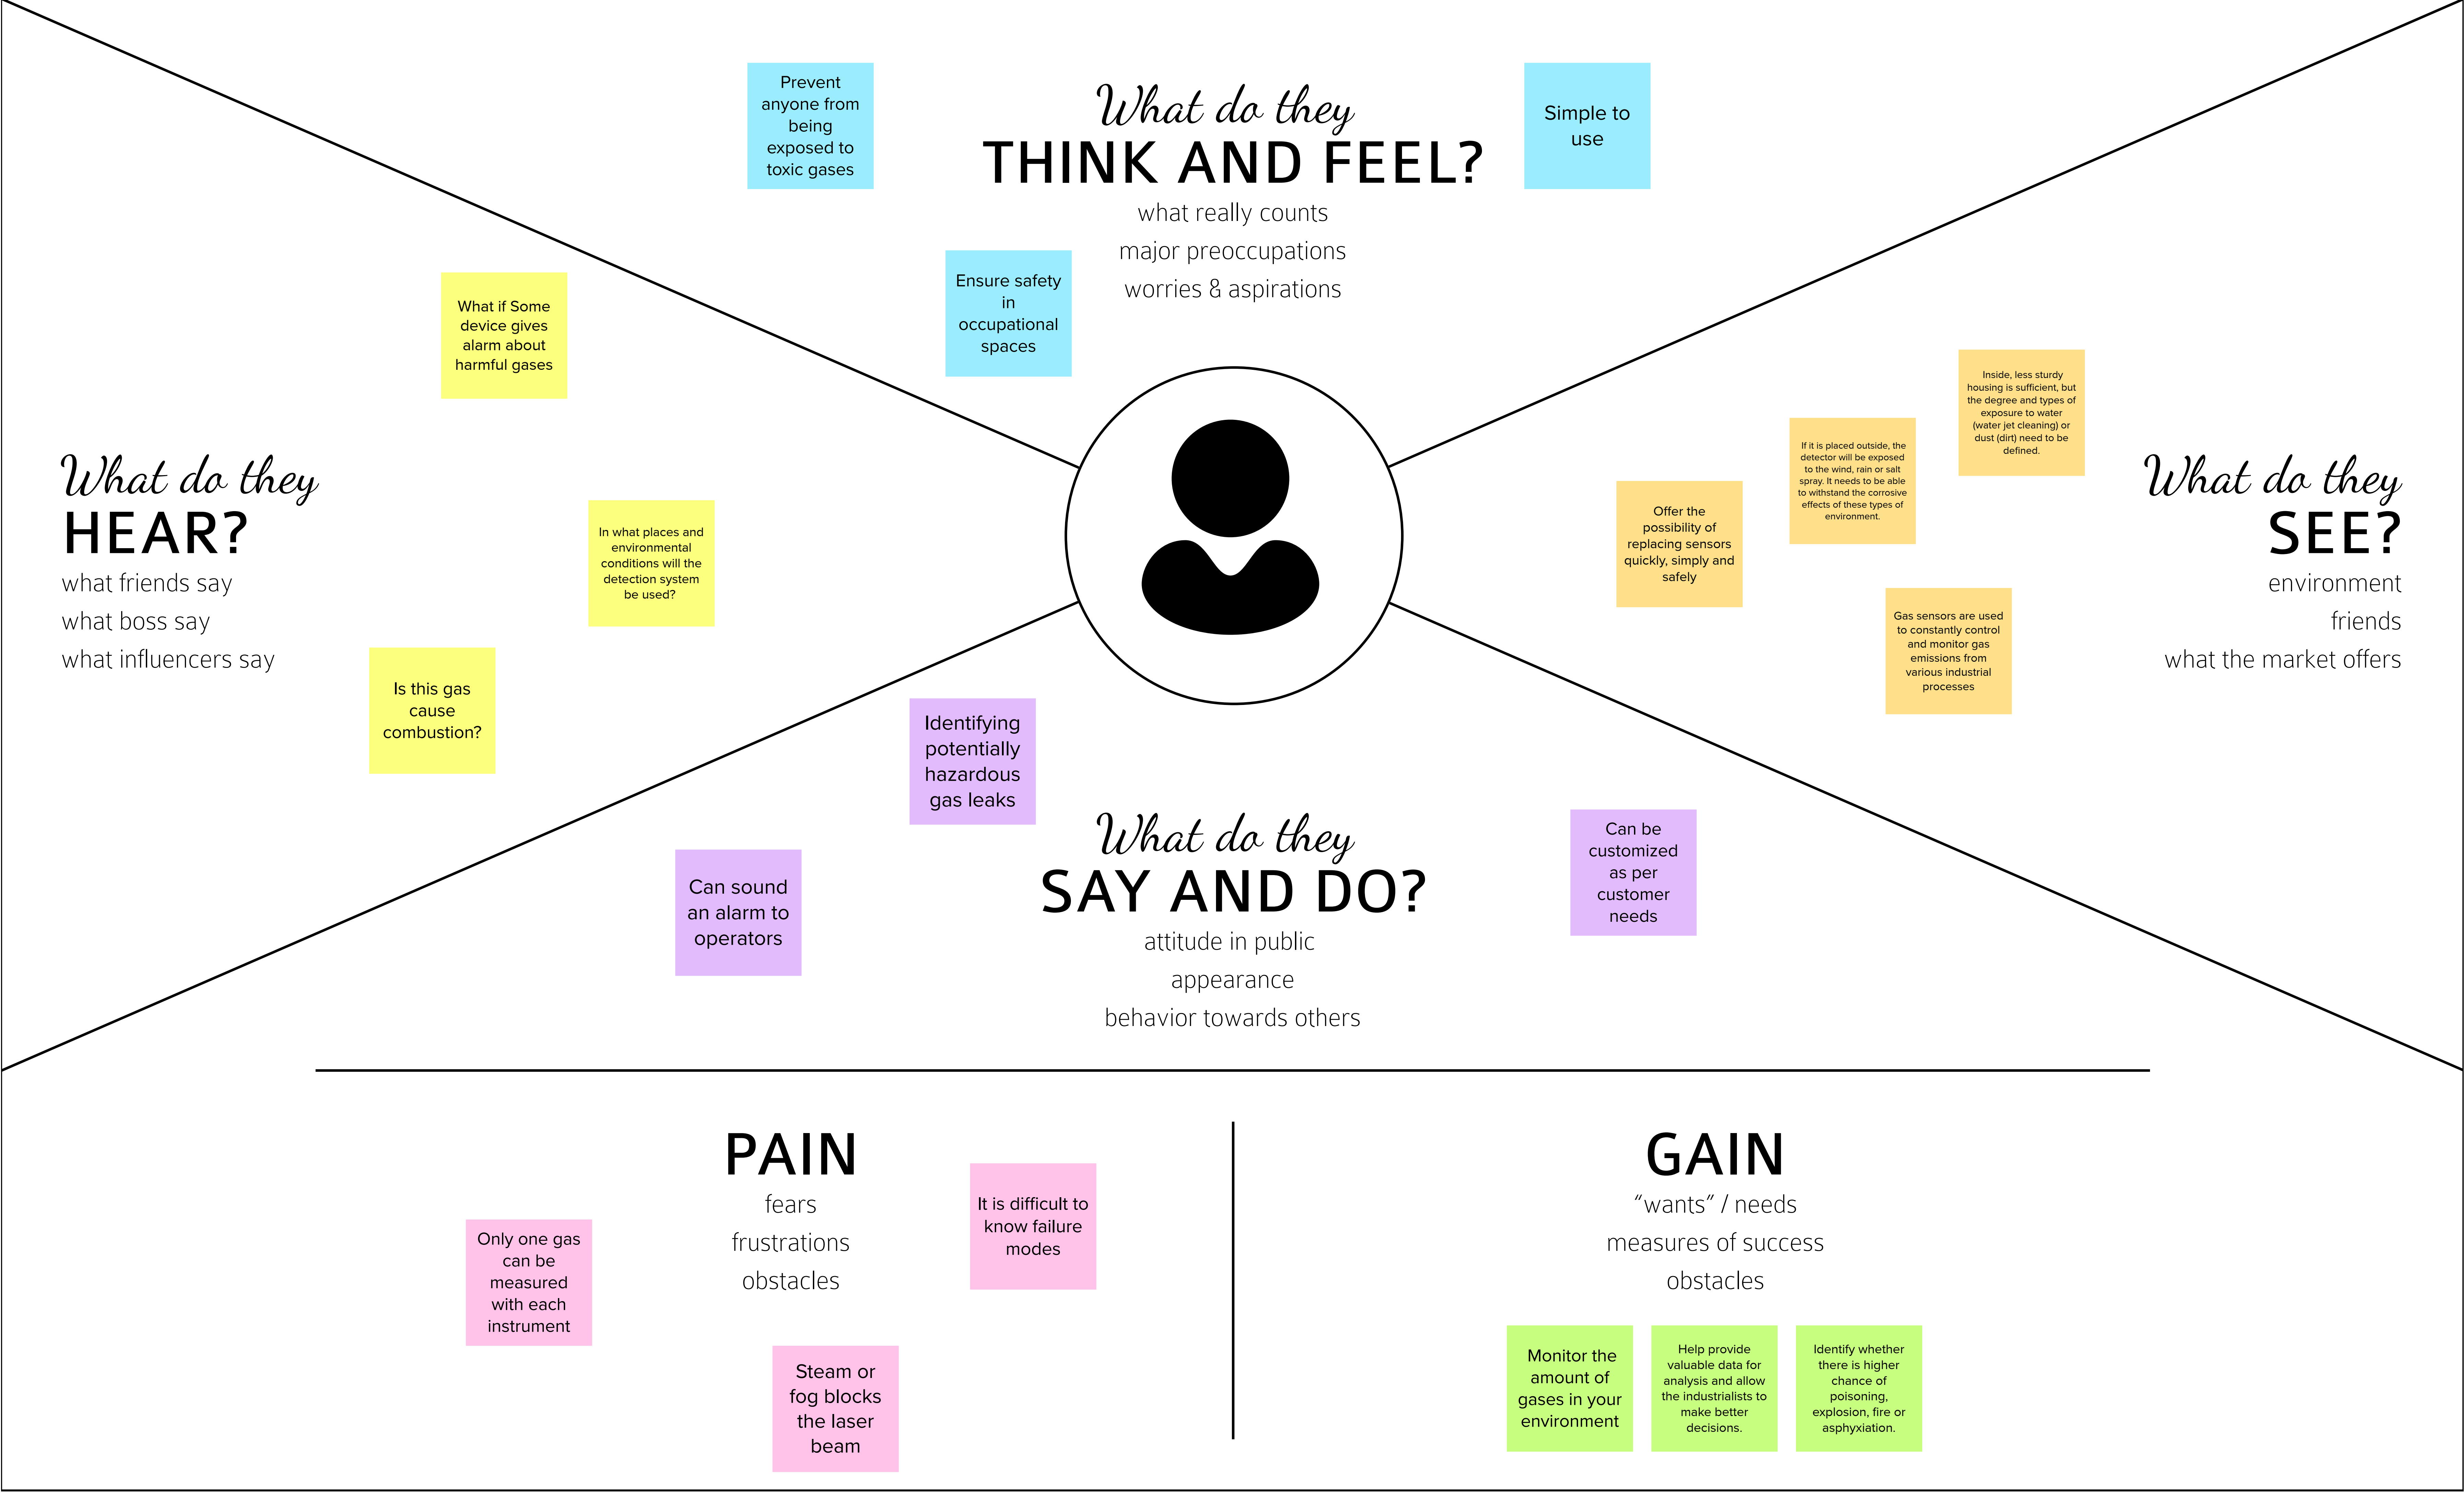 Prevent
anyone from
being
exposed to
toxic gases
What do they
THINK AND FEEL?
what really counts
major preoccupations
worries & aspirations
Simple to
use
Ensure safety
in
occupational
spaces
What if Some
device gives
alarm about
harmful gases
What do they
HEAR?
what friends say
what boss say
what influencers say
In what places and
environmental
conditions will the
detection system
be used?
Is this gas
cause
combustion?
Inside, less sturdy
housing is sufficient, but
the degree and types of
exposure to water
(water jet cleaning) or
dust (dirt) need to be
defined.
If it is placed outside, the
detector will be exposed
to the wind, rain or salt
spray. It needs to be able
to withstand the corrosive
effects of these types of
environment.
Offer the
possibility of
replacing sensors
quickly, simply and
safely
Gas sensors are used
to constantly control
and monitor gas
emissions from
various industrial
processes
What do they
SEE?
environment
friends
what the market offers
Identifying
potentially
hazardous
gas leaks
Can sound
an alarm to
operators
What do they
SAY AND DO?
attitude in public
appearance
behavior towards others
Can be
customized
as per
customer
needs
PAIN
fears
frustrations
obstacles
It is difficult to
know failure
modes
Only one gas
can be
measured
with each
instrument
Steam or
fog blocks
the laser
beam
GAIN
“wants” / needs
measures of success
obstacles
Monitor the
amount of
gases in your
environment
Help provide
valuable data for
analysis and allow
the industrialists to
make better
decisions.
Identify whether
there is higher
chance of
poisoning,
explosion, fire or
asphyxiation.